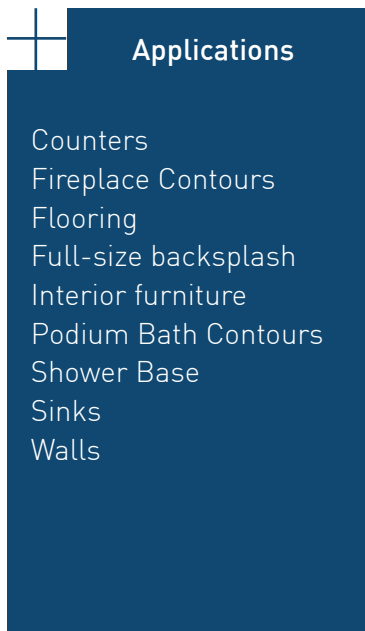 Applications
Counters
Fireplace Contours
Flooring
Full-size backsplash
Interior furniture
Podium Bath Contours
Shower Base
Sinks
Walls